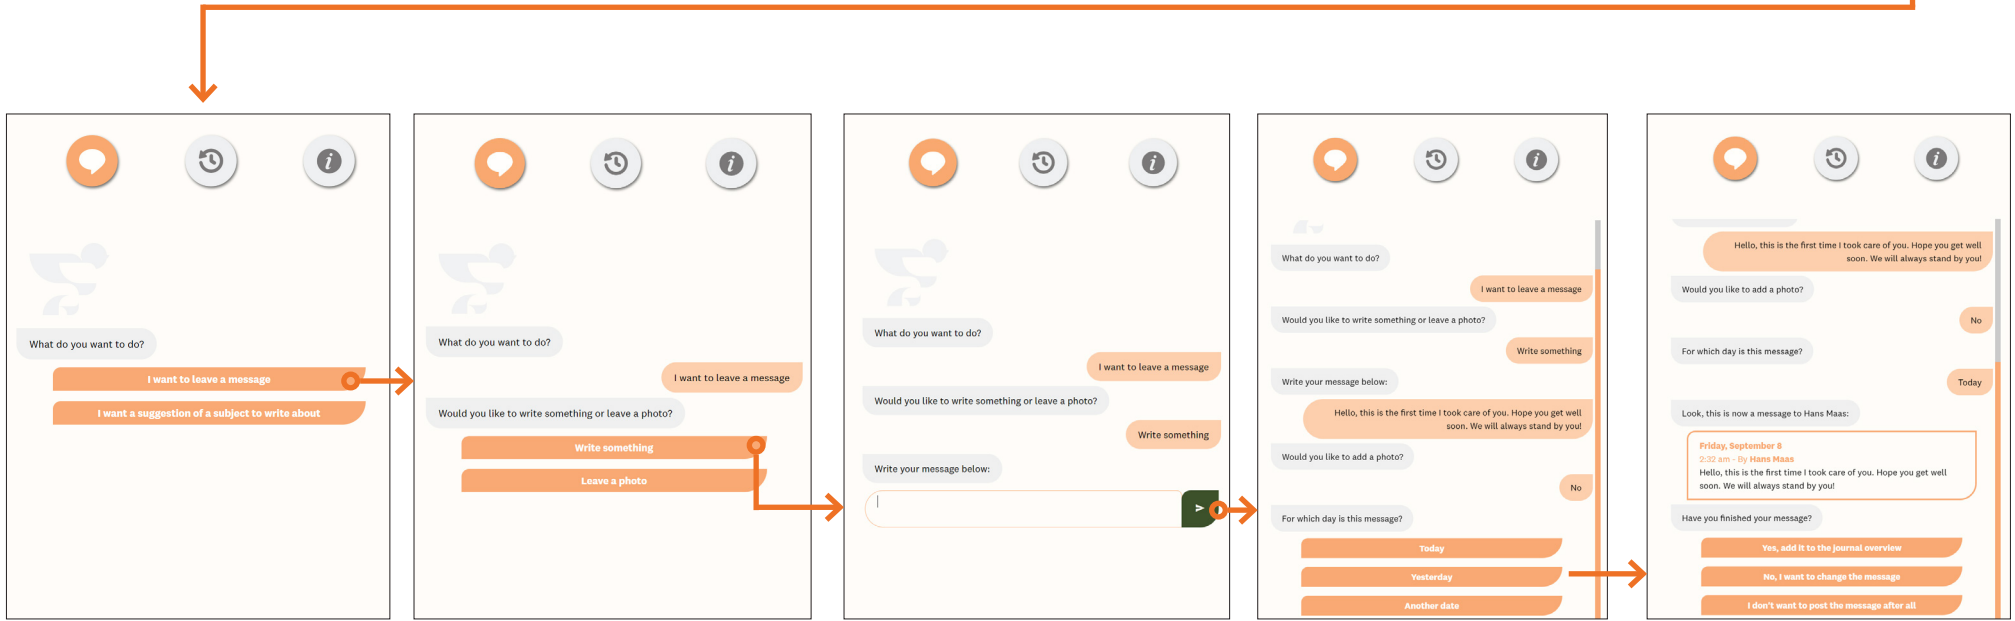 What do you want to do?
I want to leave a message
I want a suggestion of a subject to write about
What do you want to do?
I want to leave a message
Would you like to write something or leave a photo?
Write something
Leave a photo
What do you want to do?
I want to leave a message
Would you like to write something or leave a photo?
Write something
Write your message below:
What do you want to do?
I want to leave a message
Would you like to write something or leave a photo?
Write something
Write your message below:
Hello, this is the first time I took care of you. Hope you get well
soon. We will always stand by you!
Would you like to add a photo?
No
For which day is this message?
Today
Yesterday
Another date
Hello, this is the first time I took care of you. Hope you get well
soon. We will always stand by you!
Would you like to add a photo?
No
For which day is this message?
Today
Look, this is now a message to Hans Maas:
Friday, September 8
2:32 am - By Hans Maas
Hello, this is the first time I took care of you. Hope you get well
soon. We will always stand by you!
Have you finished your message?
Yes, add it to the journal overview
No, I want to change the message
I don't want to post the message after all